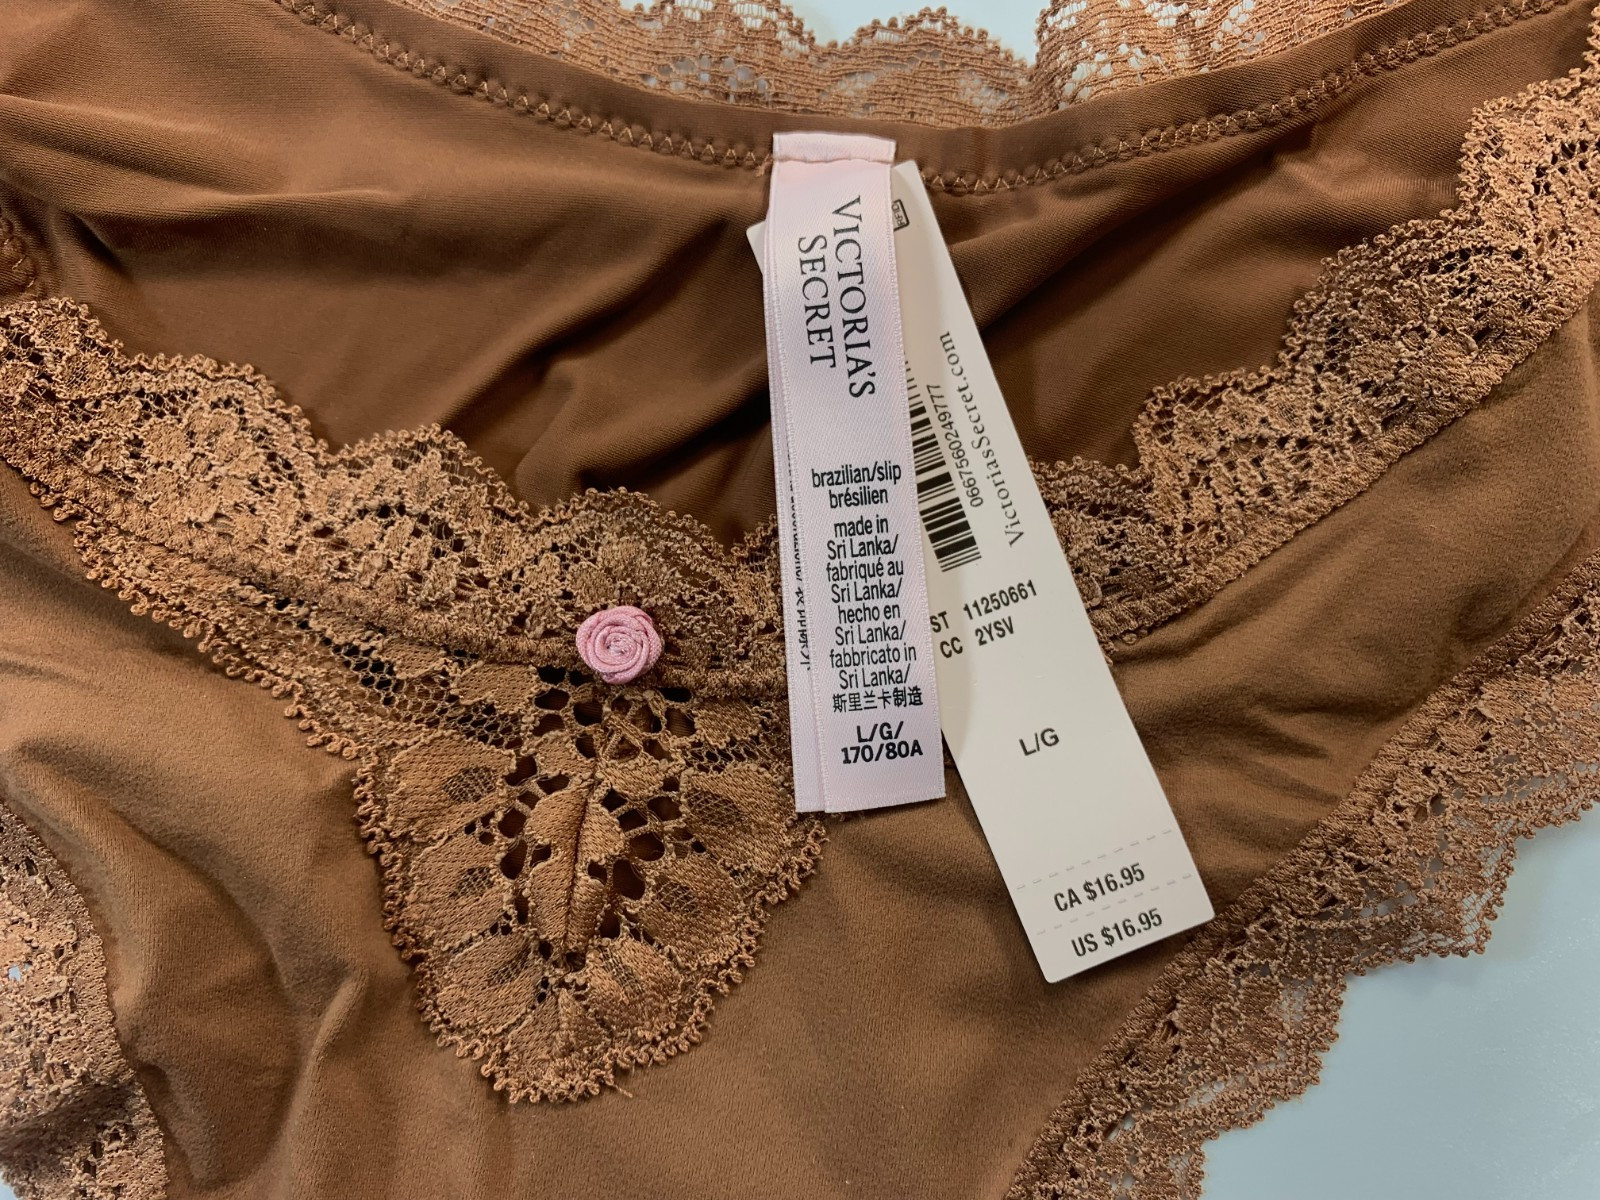 VICTORIA'S
SECRET
brazilian/slip
brésilien
made in
Sri Lanka/
fabriqué au
Sri Lanka/
hecho en
Sri Lanka/
fabbricato in
Sri Lanka/
斯里兰卡制造
L/G/
170/80A
VictoriasSecret.com
0667566024
ST 11250661
CC 2YSV
L/G
CA $16.95
US $16.95